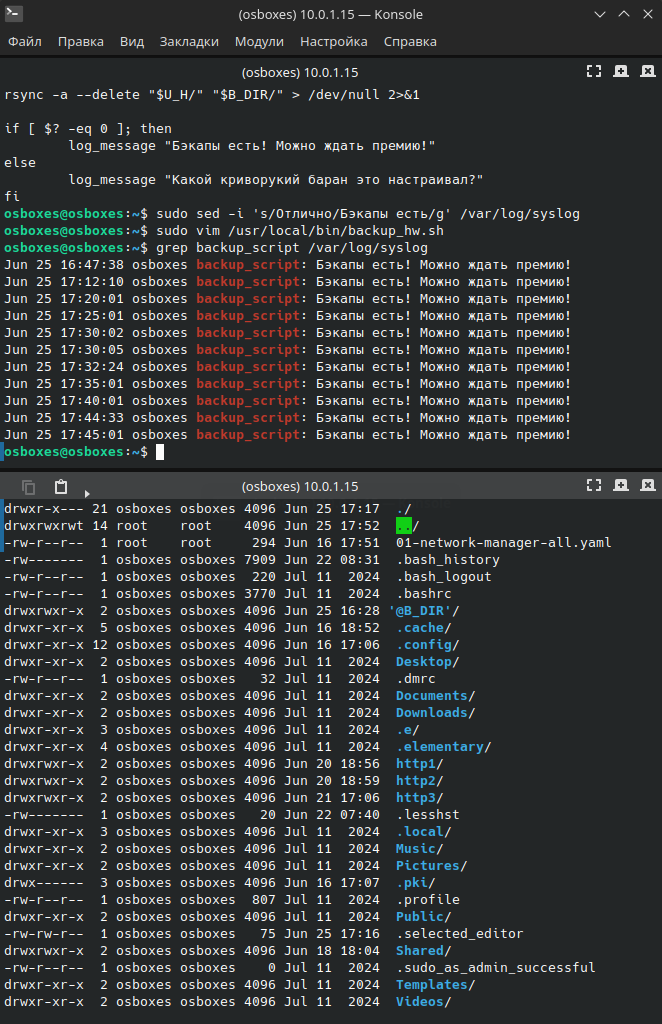 (osboxes) 10.0.1.15 — Konsole
Файл Правка Вид Закладки Модули Настройка Справка
(osboxes) 10.0.1.15
rsync -a --delete "$U_H/" "$B_DIR/" > /dev/null 2>&1
if [ $? -eq 0 ]; then
log_message "Бэкапы есть! Можно ждать премию!"
else
log_message "Какой криворукий баран это настраивал?"
fi
osboxes@osboxes:~$ sudo sed -i 's/Отлично/Бэкапы есть/g' /var/log/syslog
osboxes@osboxes:~$ sudo vim /usr/local/bin/backup_hw.sh
osboxes@osboxes:~$ grep backup_script /var/log/syslog
Jun 25 16:47:38 osboxes backup_script: Бэкапы есть! Можно ждать премию!
Jun 25 17:12:10 osboxes backup_script: Бэкапы есть! Можно ждать премию!
Jun 25 17:20:01 osboxes backup_script: Бэкапы есть! Можно ждать премию!
Jun 25 17:25:01 osboxes backup_script: Бэкапы есть! Можно ждать премию!
Jun 25 17:30:02 osboxes backup_script: Бэкапы есть! Можно ждать премию!
Jun 25 17:30:05 osboxes backup_script: Бэкапы есть! Можно ждать премию!
Jun 25 17:32:24 osboxes backup_script: Бэкапы есть! Можно ждать премию!
Jun 25 17:35:01 osboxes backup_script: Бэкапы есть! Можно ждать премию!
Jun 25 17:40:01 osboxes backup_script: Бэкапы есть! Можно ждать премию!
Jun 25 17:44:33 osboxes backup_script: Бэкапы есть! Можно ждать премию!
Jun 25 17:45:01 osboxes backup_script: Бэкапы есть! Можно ждать премию!
osboxes@osboxes:~$
(osboxes) 10.0.1.15
drwxr-x--- 21 osboxes osboxes 4096 Jun 25 17:17 ./
drwxrwxrwt 14 root root 4096 Jun 25 17:52 ../
-rw-r--r-- 1 root root 294 Jun 16 17:51 01-network-manager-all.yaml
-rw------- 1 osboxes osboxes 7909 Jun 22 08:31 .bash_history
-rw-r--r-- 1 osboxes osboxes 220 Jul 11 2024 .bash_logout
-rw-r--r-- 1 osboxes osboxes 3770 Jul 11 2024 .bashrc
drwxrwxr-x 2 osboxes osboxes 4096 Jun 25 16:28 '@B_DIR'/
drwxr-xr-x 5 osboxes osboxes 4096 Jun 16 18:52 .cache/
drwxr-xr-x 12 osboxes osboxes 4096 Jun 16 17:06 .config/
drwxr-xr-x 2 osboxes osboxes 4096 Jul 11 2024 Desktop/
-rw-r--r-- 1 osboxes osboxes 32 Jul 11 2024 .dmrc
drwxr-xr-x 2 osboxes osboxes 4096 Jul 11 2024 Documents/
drwxr-xr-x 2 osboxes osboxes 4096 Jul 11 2024 Downloads/
drwxr-xr-x 3 osboxes osboxes 4096 Jul 11 2024 .e/
drwxr-xr-x 4 osboxes osboxes 4096 Jul 11 2024 .elementary/
drwxrwxr-x 2 osboxes osboxes 4096 Jun 20 18:56 http1/
drwxrwxr-x 2 osboxes osboxes 4096 Jun 20 18:59 http2/
drwxrwxr-x 2 osboxes osboxes 4096 Jun 21 17:06 http3/
-rw------- 1 osboxes osboxes 20 Jun 22 07:40 .lesshst
drwxr-xr-x 3 osboxes osboxes 4096 Jul 11 2024 .local/
drwxr-xr-x 2 osboxes osboxes 4096 Jul 11 2024 Music/
drwxr-xr-x 2 osboxes osboxes 4096 Jul 11 2024 Pictures/
drwx------ 3 osboxes osboxes 4096 Jun 16 17:07 .pki/
-rw-r--r-- 1 osboxes osboxes 807 Jul 11 2024 .profile
drwxr-xr-x 2 osboxes osboxes 4096 Jul 11 2024 Public/
-rw-rw-r-- 1 osboxes osboxes 75 Jun 25 17:16 .selected_editor
drwxrwxr-x 2 osboxes osboxes 4096 Jun 18 18:04 Shared/
-rw-r--r-- 1 osboxes osboxes 0 Jul 11 2024 .sudo_as_admin_successful
drwxr-xr-x 2 osboxes osboxes 4096 Jul 11 2024 Templates/
drwxr-xr-x 2 osboxes osboxes 4096 Jul 11 2024 Videos/